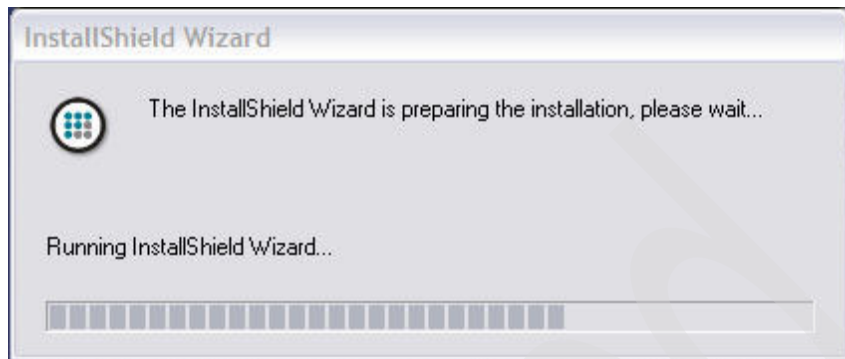 InstallShield Wizard
The InstallShield Wizard is preparing the installation, please wait...
Running InstallShield Wizard...